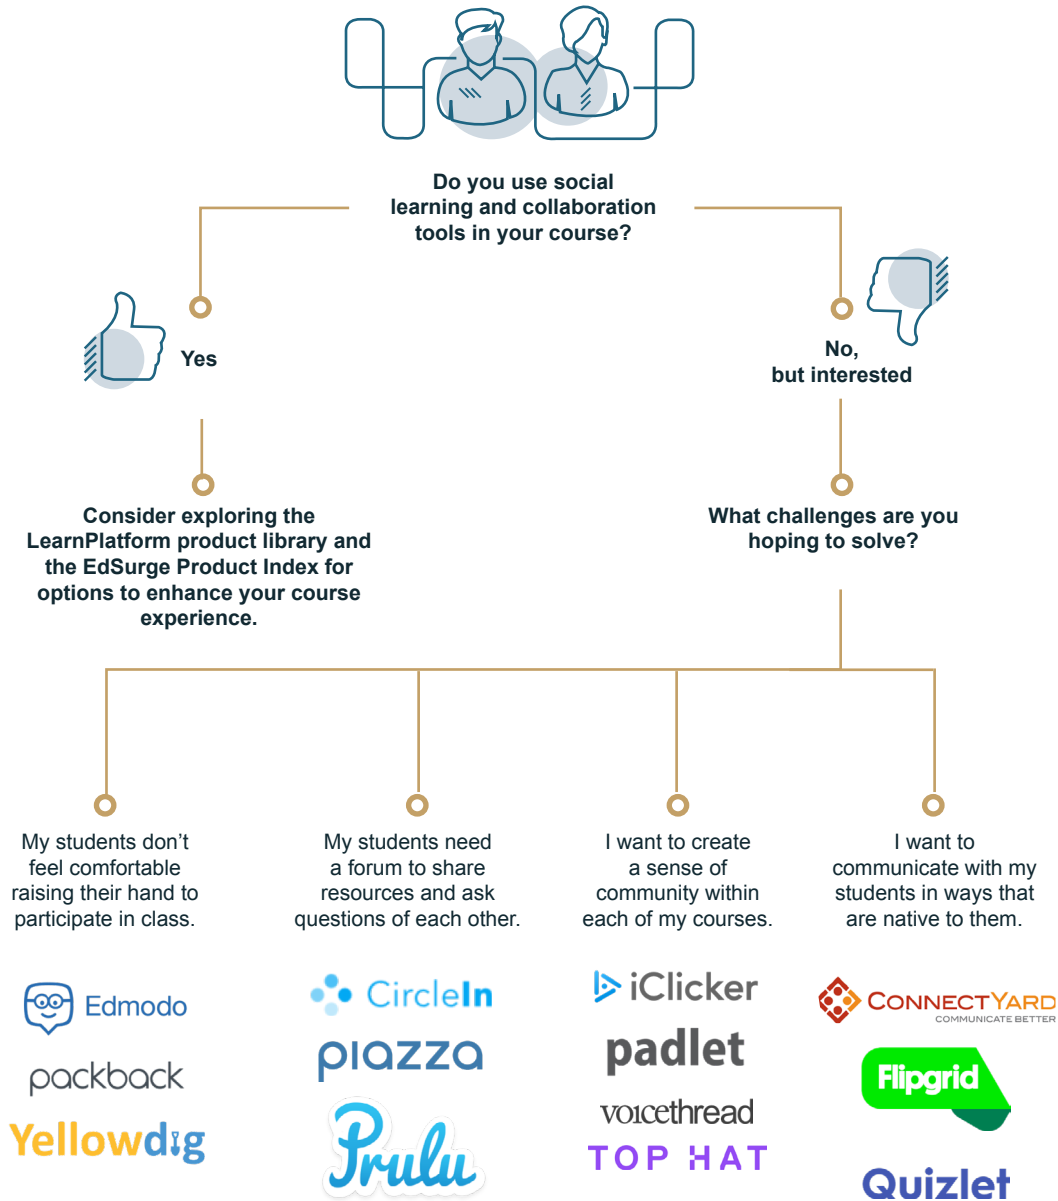 Do you use social
learning and collaboration
tools in your course?
Yes
No,
but interested
Consider exploring the
LearnPlatform product library and
the EdSurge Product Index for
options to enhance your course
experience.
What challenges are you
hoping to solve?
My students don’t
feel comfortable
raising their hand to
participate in class.
My students need
a forum to share
resources and ask
questions of each other.
I want to create
a sense of
community within
each of my courses.
I want to
communicate with my
students in ways that
are native to them.
Edmodo
packback
Yellowdig
CircleIn
piazza
Prulu
iClicker
padlet
voicethread
TOP HAT
CONNECTYARD
COMMUNICATE BETTER
Flipgrid
Quizlet